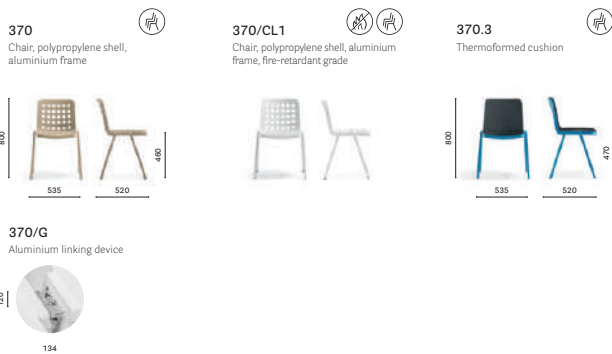 370
Chair, polypropylene shell,
aluminium frame
800
460
535
520
370/CL1
Chair, polypropylene shell, aluminium
frame, fire-retardant grade
370.3
Thermoformed cushion
800
470
535
520
370/G
Aluminium linking device
120
134